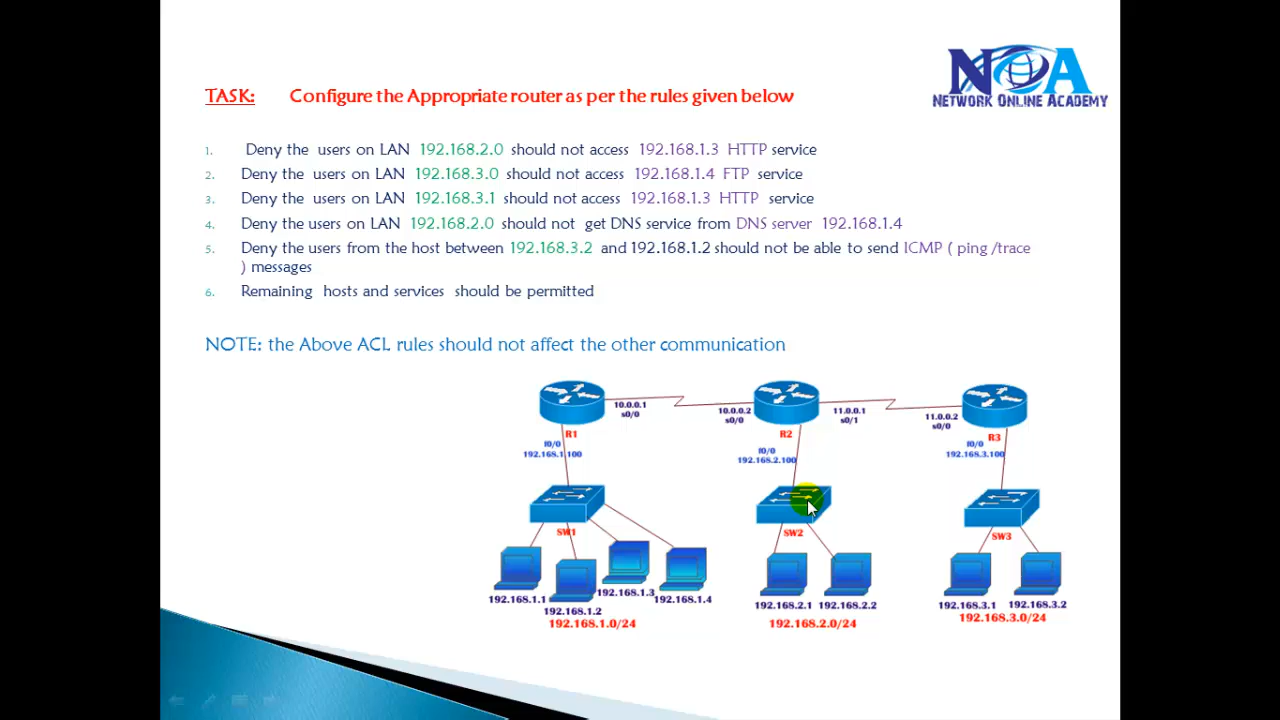 NOA
NETWORK ONLINE ACADEMY
TASK: Configure the Appropriate router as per the rules given below
1. Deny the users on LAN 192.168.2.0 should not access 192.168.1.3 HTTP service
2. Deny the users on LAN 192.168.3.0 should not access 192.168.1.4 FTP service
3. Deny the users on LAN 192.168.3.1 should not access 192.168.1.3 HTTP service
4. Deny the users on LAN 192.168.2.0 should not get DNS service from DNS server 192.168.1.4
5. Deny the users from the host between 192.168.3.2 and 192.168.1.2 should not be able to send ICMP ( ping /trace
) messages
6. Remaining hosts and services should be permitted
NOTE: the Above ACL rules should not affect the other communication
10.0.0.1
s0/0
10.0.0.2
s0/0
11.0.0.1
s0/1
11.0.0.2
s0/0
R1
R2
R3
f0/0
192.168.1.100
f0/0
192.168.2.100
f0/0
192.168.3.100
SW1
SW2
SW3
192.168.1.1
192.168.1.2
192.168.1.3
192.168.1.4
192.168.2.1
192.168.2.2
192.168.3.1
192.168.3.2
192.168.1.0/24
192.168.2.0/24
192.168.3.0/24